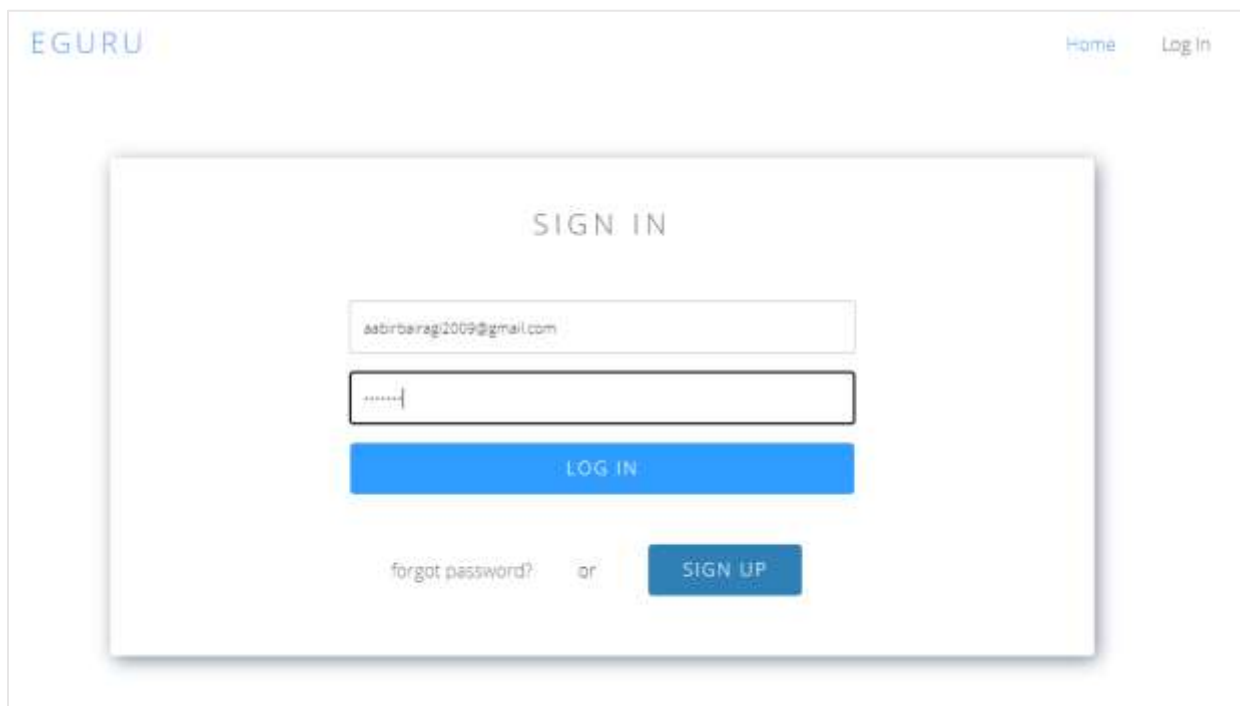 EGURU
Home Log In
SIGN IN
aabirbairagi2009@gmail.com
LOG IN
forgot password? or SIGN UP